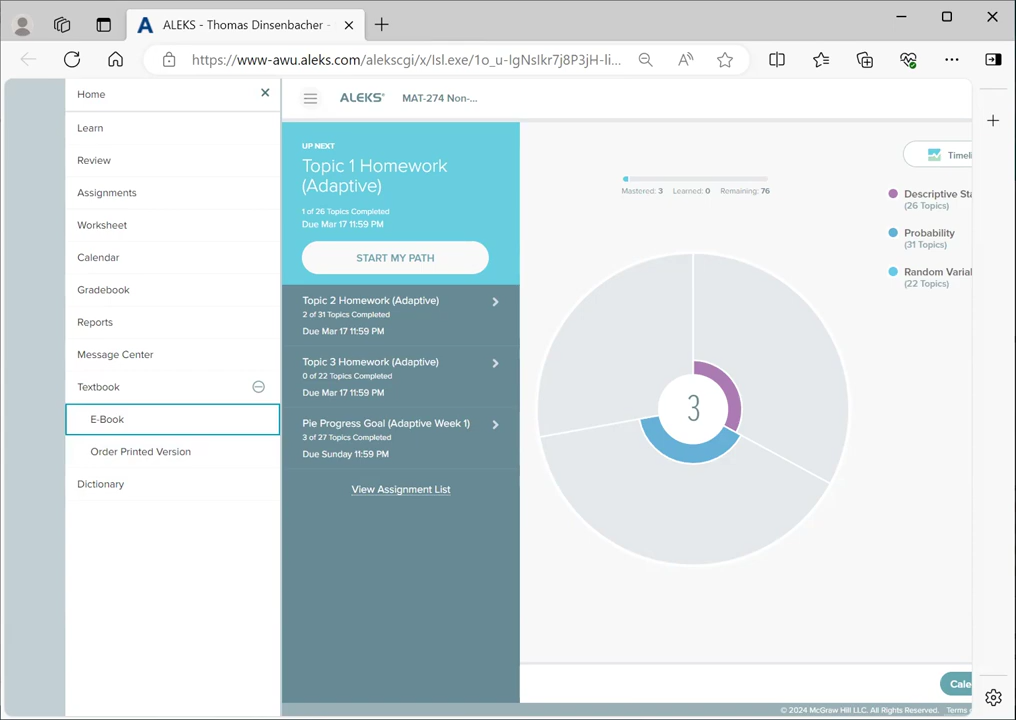 ALEKS - Thomas Dinsenbacher -
https://www-awu.aleks.com/alekscgi/x/Isl.exe/1o_u-IgNsIkr7j8P3jH-Ii...
Home
Learn
Review
Assignments
Worksheet
Calendar
Gradebook
Reports
Message Center
Textbook
E-Book
Order Printed Version
Dictionary
ALEKS® MAT-274 Non-...
UP NEXT
Topic 1 Homework
(Adaptive)
1 of 26 Topics Completed
Due Mar 17 11:59 PM
START MY PATH
Topic 2 Homework (Adaptive)
2 of 31 Topics Completed
Due Mar 17 11:59 PM
Topic 3 Homework (Adaptive)
0 of 22 Topics Completed
Due Mar 17 11:59 PM
Pie Progress Goal (Adaptive Week 1)
3 of 27 Topics Completed
Due Sunday 11:59 PM
View Assignment List
Timeli
Mastered: 3 Learned: 0 Remaining: 76
Descriptive Sta
(26 Topics)
Probability
(31 Topics)
Random Varial
(22 Topics)
3
Cale
© 2024 McGraw Hill LLC. All Rights Reserved. Terms